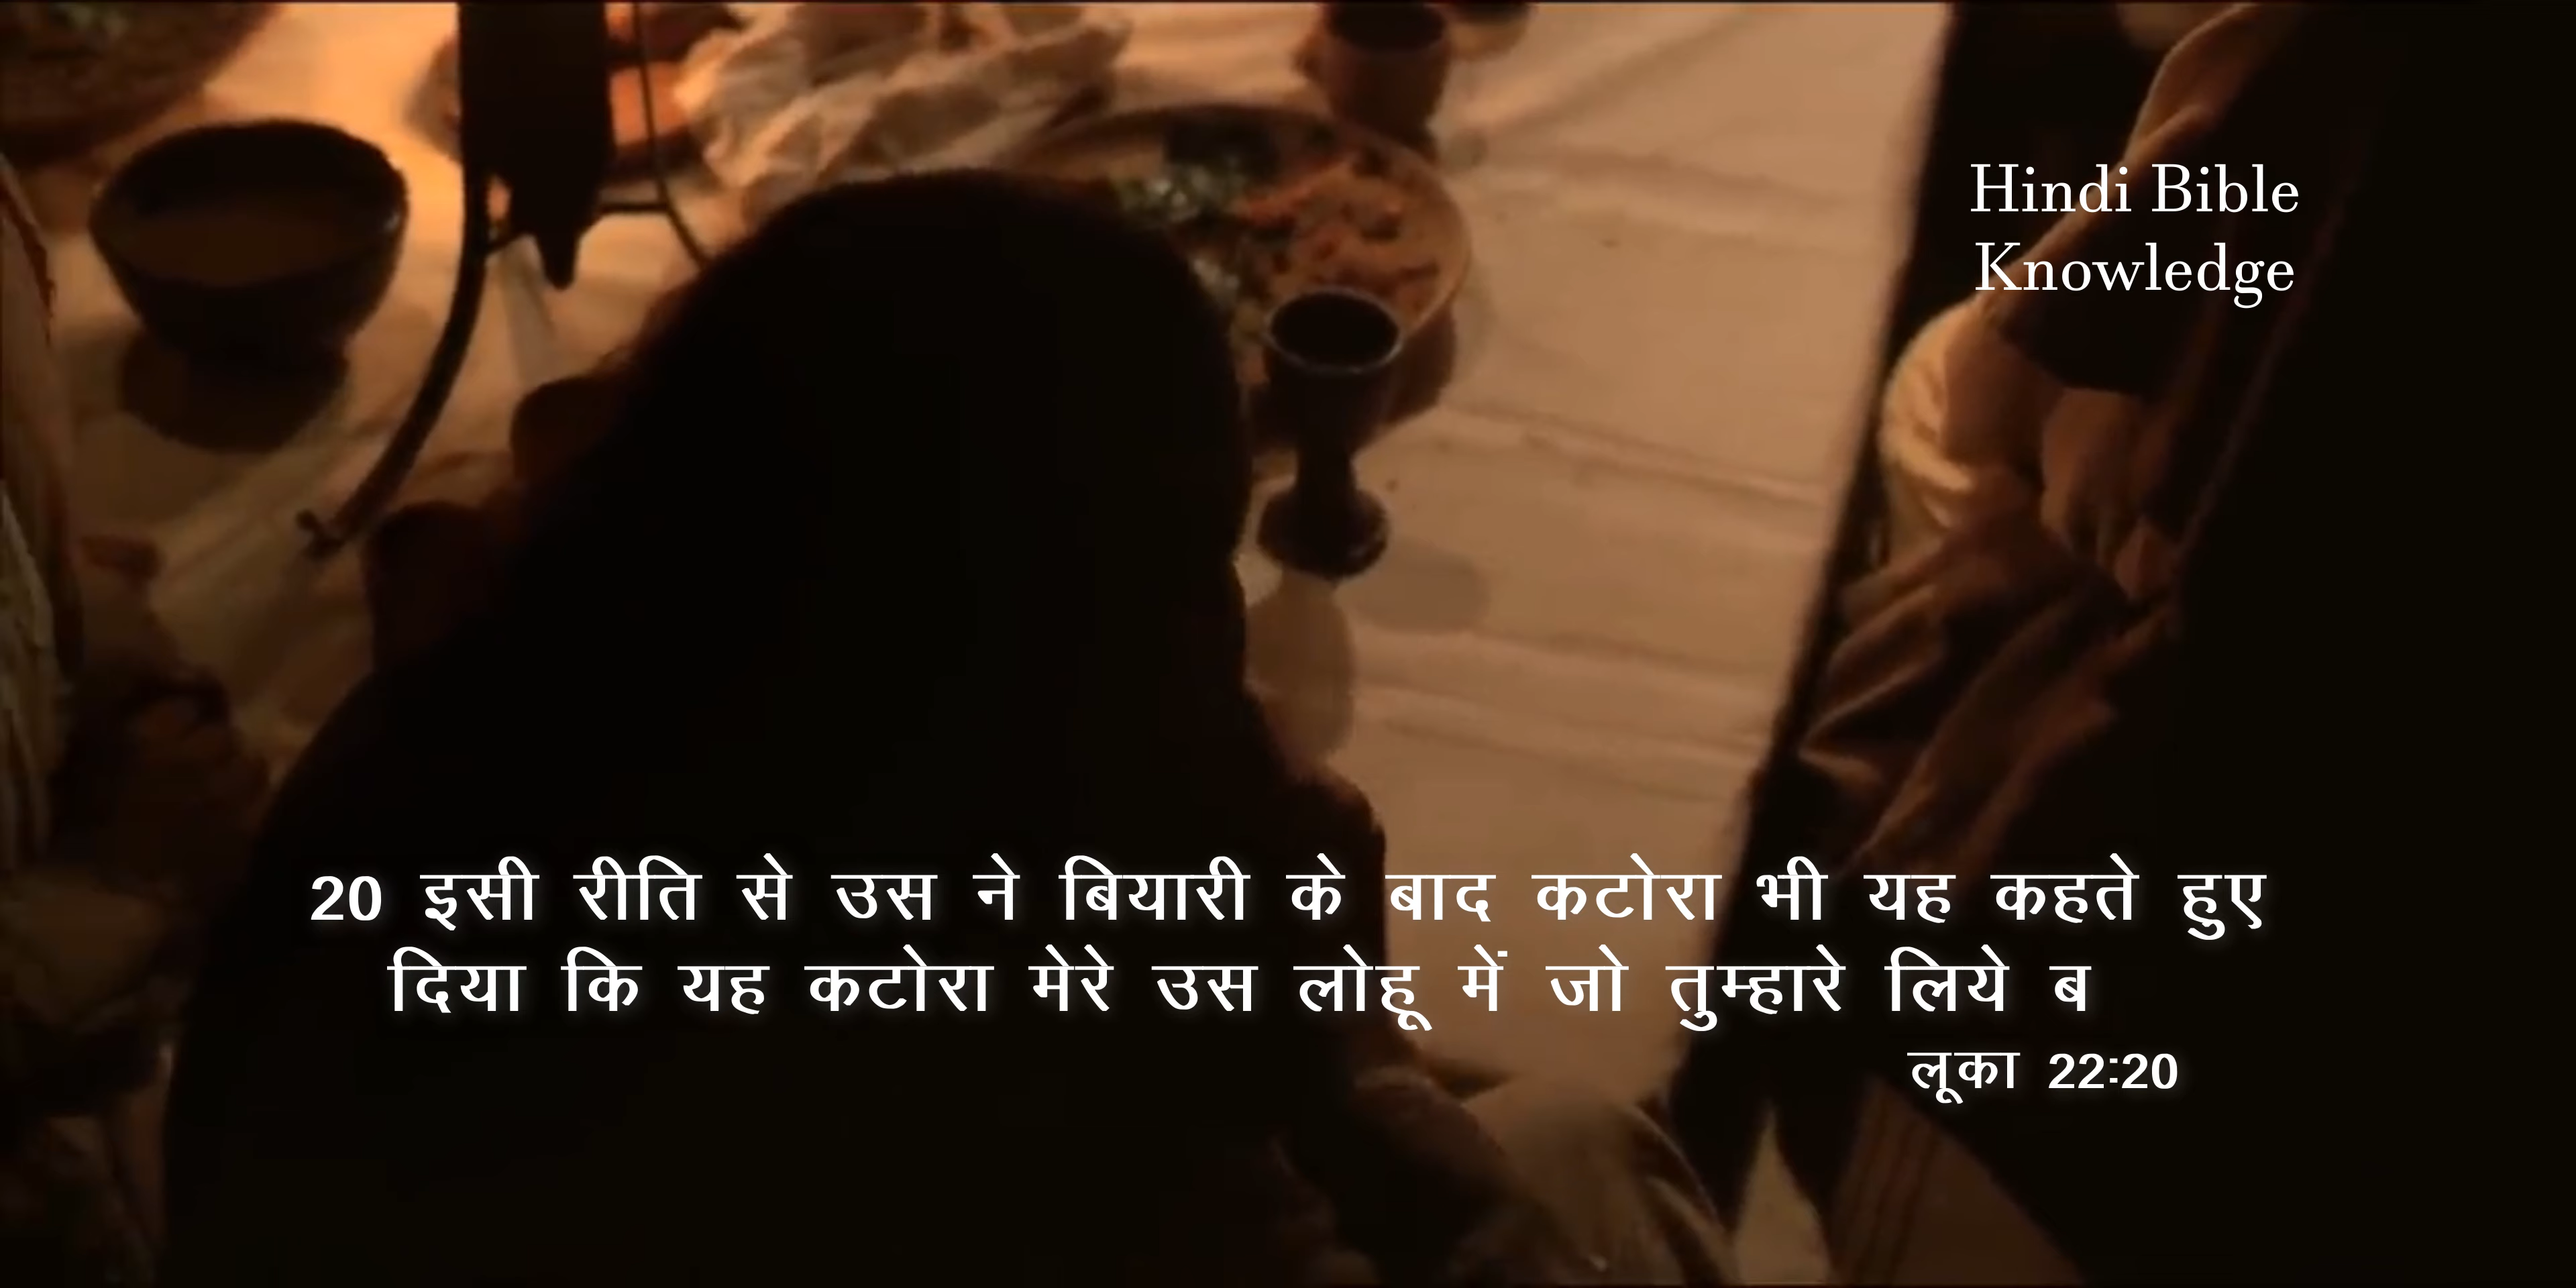 Hindi Bible
Knowledge
20 इसी रीति से उस ने बियारी के बाद कटोरा भी यह कहते हुए
दिया कि यह कटोरा मेरे उस लोहू में जो तुम्हारे लिये ब
लूका 22:20